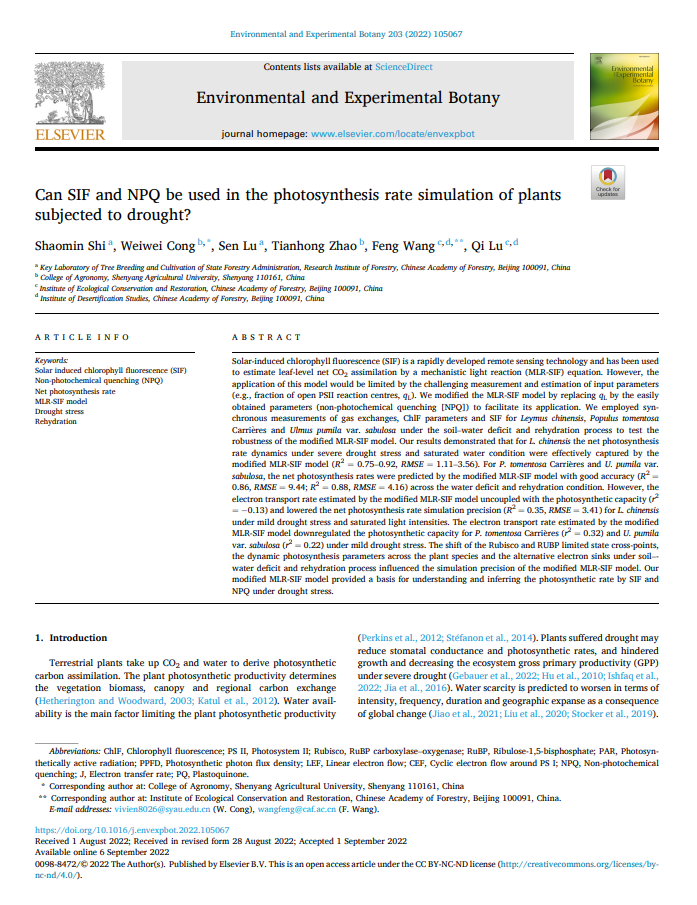 Environmental and Experimental Botany 203 (2022) 105067
Contents lists available at ScienceDirect
Environmental and Experimental Botany
journal homepage: www.elsevier.com/locate/envexpbot
ELSEVIER
Environmental
and Experimental
Botany
Check for
updates
Can SIF and NPQ be used in the photosynthesis rate simulation of plants
subjected to drought?
Shaomin Shi a, Weiwei Cong b,*, Sen Lu a, Tianhong Zhao b, Feng Wang c,d,**, Qi Lu c,d
a Key Laboratory of Tree Breeding and Cultivation of State Forestry Administration, Research Institute of Forestry, Chinese Academy of Forestry, Beijing 100091, China
b College of Agronomy, Shenyang Agricultural University, Shenyang 110161, China
c Institute of Ecological Conservation and Restoration, Chinese Academy of Forestry, Beijing 100091, China
d Institute of Desertification Studies, Chinese Academy of Forestry, Beijing 100091, China
ARTICLE INFO
Keywords:
Solar induced chlorophyll fluorescence (SIF)
Non-photochemical quenching (NPQ)
Net photosynthesis rate
MLR-SIF model
Drought stress
Rehydration
ABSTRACT
Solar-induced chlorophyll fluorescence (SIF) is a rapidly developed remote sensing technology and has been used
to estimate leaf-level net CO2 assimilation by a mechanistic light reaction (MLR-SIF) equation. However, the
application of this model would be limited by the challenging measurement and estimation of input parameters
(e.g., fraction of open PSII reaction centres, qL). We modified the MLR-SIF model by replacing qL by the easily
obtained parameters (non-photochemical quenching [NPQ]) to facilitate its application. We employed syn-
chronous measurements of gas exchanges, ChlF parameters and SIF for Leymus chinensis, Populus tomentosa
Carrières and Ulmus pumila var. sabulosa under the soil–water deficit and rehydration process to test the
robustness of the modified MLR-SIF model. Our results demonstrated that for L. chinensis the net photosynthesis
rate dynamics under severe drought stress and saturated water condition were effectively captured by the
modified MLR-SIF model (R2 = 0.75–0.92, RMSE = 1.11–3.56). For P. tomentosa Carrières and U. pumila var.
sabulosa, the net photosynthesis rates were predicted by the modified MLR-SIF model with good accuracy (R2 =
0.86, RMSE = 9.44; R2 = 0.88, RMSE = 4.16) across the water deficit and rehydration condition. However, the
electron transport rate estimated by the modified MLR-SIF model uncoupled with the photosynthetic capacity (r2
= −0.13) and lowered the net photosynthesis rate simulation precision (R2 = 0.35, RMSE = 3.41) for L. chinensis
under mild drought stress and saturated light intensities. The electron transport rate estimated by the modified
MLR-SIF model downregulated the photosynthetic capacity for P. tomentosa Carrières (r2 = 0.32) and U. pumila
var. sabulosa (r2 = 0.22) under mild drought stress. The shift of the Rubisco and RUBP limited state cross-points,
the dynamic photosynthesis parameters across the plant species and the alternative electron sinks under soil–-
water deficit and rehydration process influenced the simulation precision of the modified MLR-SIF model. Our
modified MLR-SIF model provided a basis for understanding and inferring the photosynthetic rate by SIF and
NPQ under drought stress.
1. Introduction
Terrestrial plants take up CO2 and water to derive photosynthetic
carbon assimilation. The plant photosynthetic productivity determines
the vegetation biomass, canopy and regional carbon exchange
(Hetherington and Woodward, 2003; Katul et al., 2012). Water avail-
ability is the main factor limiting the plant photosynthetic productivity
(Perkins et al., 2012; Stéfanon et al., 2014). Plants suffered drought may
reduce stomatal conductance and photosynthetic rates, and hindered
growth and decreasing the ecosystem gross primary productivity (GPP)
under severe drought (Gebauer et al., 2022; Hu et al., 2010; Ishfaq et al.,
2022; Jia et al., 2016). Water scarcity is predicted to worsen in terms of
intensity, frequency, duration and geographic expanse as a consequence
of global change (Jiao et al., 2021; Liu et al., 2020; Stocker et al., 2019).
Abbreviations: ChlF, Chlorophyll fluorescence; PS II, Photosystem II; Rubisco, RuBP carboxylase–oxygenase; RuBP, Ribulose-1,5-bisphosphate; PAR, Photosyn-
thetically active radiation; PPFD, Photosynthetic photon flux density; LEF, Linear electron flow; CEF, Cyclic electron flow around PS I; NPQ, Non-photochemical
quenching; J, Electron transfer rate; PQ, Plastoquinone.
* Corresponding author at: College of Agronomy, Shenyang Agricultural University, Shenyang 110161, China
** Corresponding author at: Institute of Ecological Conservation and Restoration, Chinese Academy of Forestry, Beijing 100091, China.
E-mail addresses: vivien8026@syau.edu.cn (W. Cong), wangfeng@caf.ac.cn (F. Wang).
https://doi.org/10.1016/j.envexpbot.2022.105067
Received 1 August 2022; Received in revised form 28 August 2022; Accepted 1 September 2022
Available online 6 September 2022
0098-8472/© 2022 The Author(s). Published by Elsevier B.V. This is an open access article under the CC BY-NC-ND license (http://creativecommons.org/licenses/by-
nc-nd/4.0/).